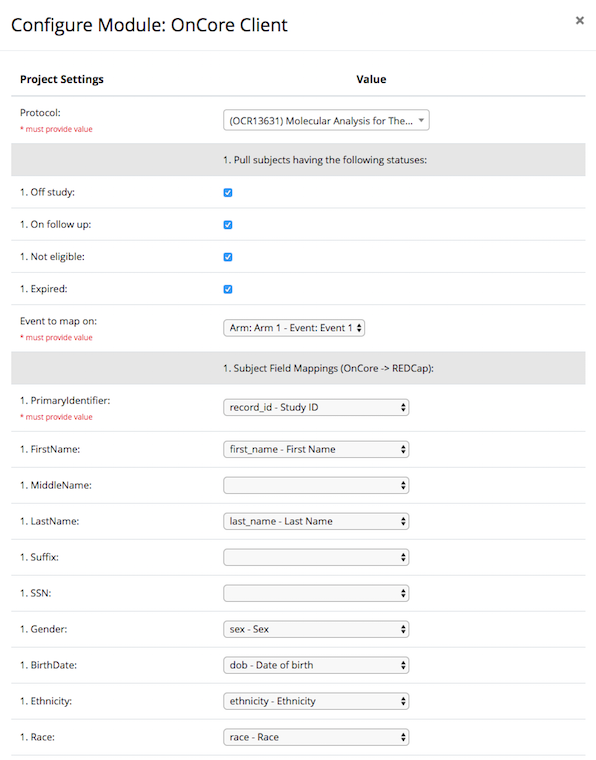 Configure Module: OnCore Client
×
Project Settings Value
Protocol:
* must provide value
(OCR13631) Molecular Analysis for The...
1. Pull subjects having the following statuses:
1. Off study:
1. On follow up:
1. Not eligible:
1. Expired:
Event to map on:
* must provide value
Arm: Arm 1 - Event: Event 1
1. Subject Field Mappings (OnCore -> REDCap):
1. PrimaryIdentifier:
* must provide value
record_id - Study ID
1. FirstName: first_name - First Name
1. MiddleName:
1. LastName: last_name - Last Name
1. Suffix:
1. SSN:
1. Gender: sex - Sex
1. BirthDate: dob - Date of birth
1. Ethnicity: ethnicity - Ethnicity
1. Race: race - Race